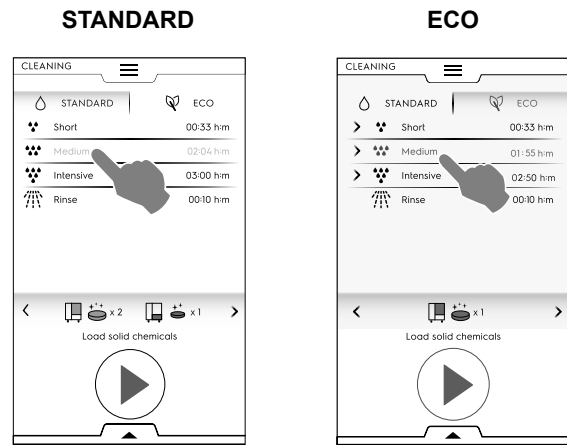 STANDARD
CLEANING
STANDARD ECO
Short 00:33 h:m
Medium 02:04 h:m
Intensive 03:00 h:m
Rinse 00:10 h:m
x 2 x 1
Load solid chemicals
ECO
CLEANING
STANDARD ECO
Short 00:33 h:m
Medium 01:55 h:m
Intensive 02:50 h:m
Rinse 00:10 h:m
x 1
Load solid chemicals